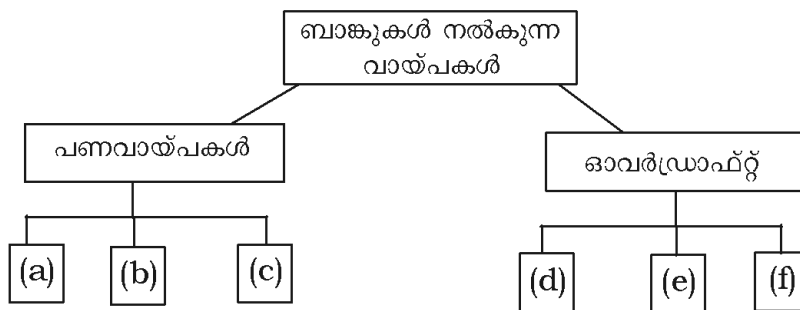 ബാങ്കുകൾ നൽകുന്ന
വായ്പകൾ
പണവായ്പകൾ
ഓവർഡ്രാഫ്റ്റ്
(a)
(b)
(c)
(d)
(e)
(f)